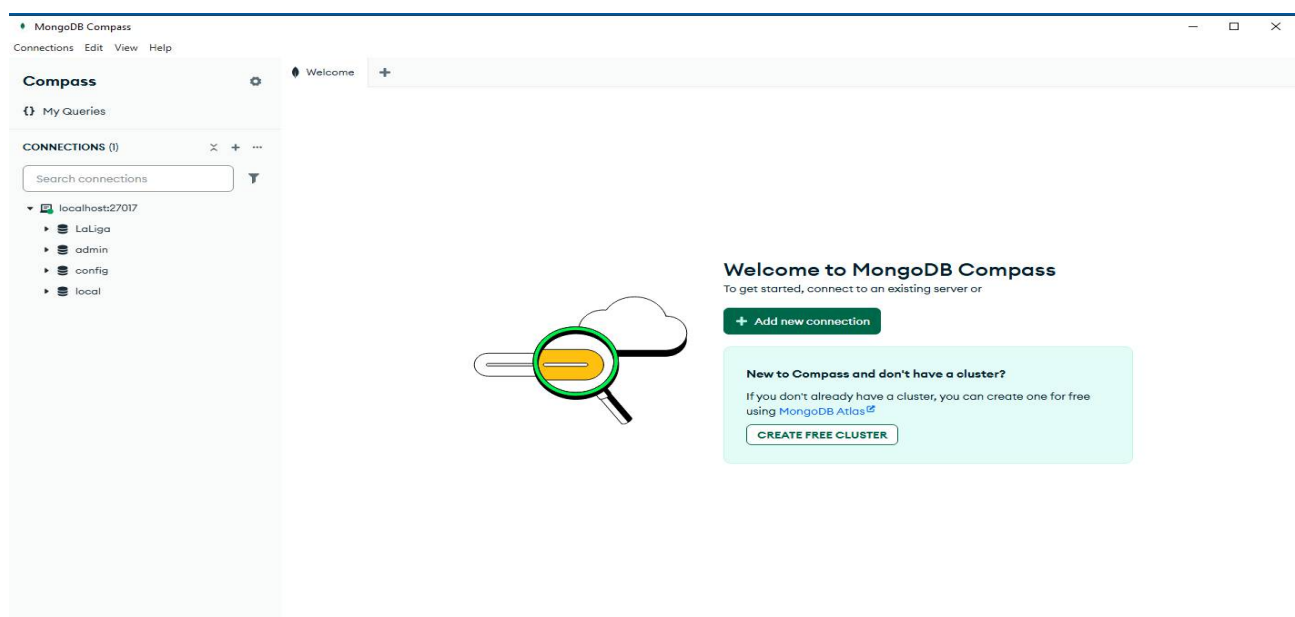 MongoDB Compass
Connections Edit View Help
Compass
{} My Queries
CONNECTIONS (1)
Search connections
localhost:27017
LaLiga
admin
config
local
Welcome
Welcome to MongoDB Compass
To get started, connect to an existing server or
+ Add new connection
New to Compass and don't have a cluster?
If you don't already have a cluster, you can create one for free
using MongoDB Atlas
CREATE FREE CLUSTER